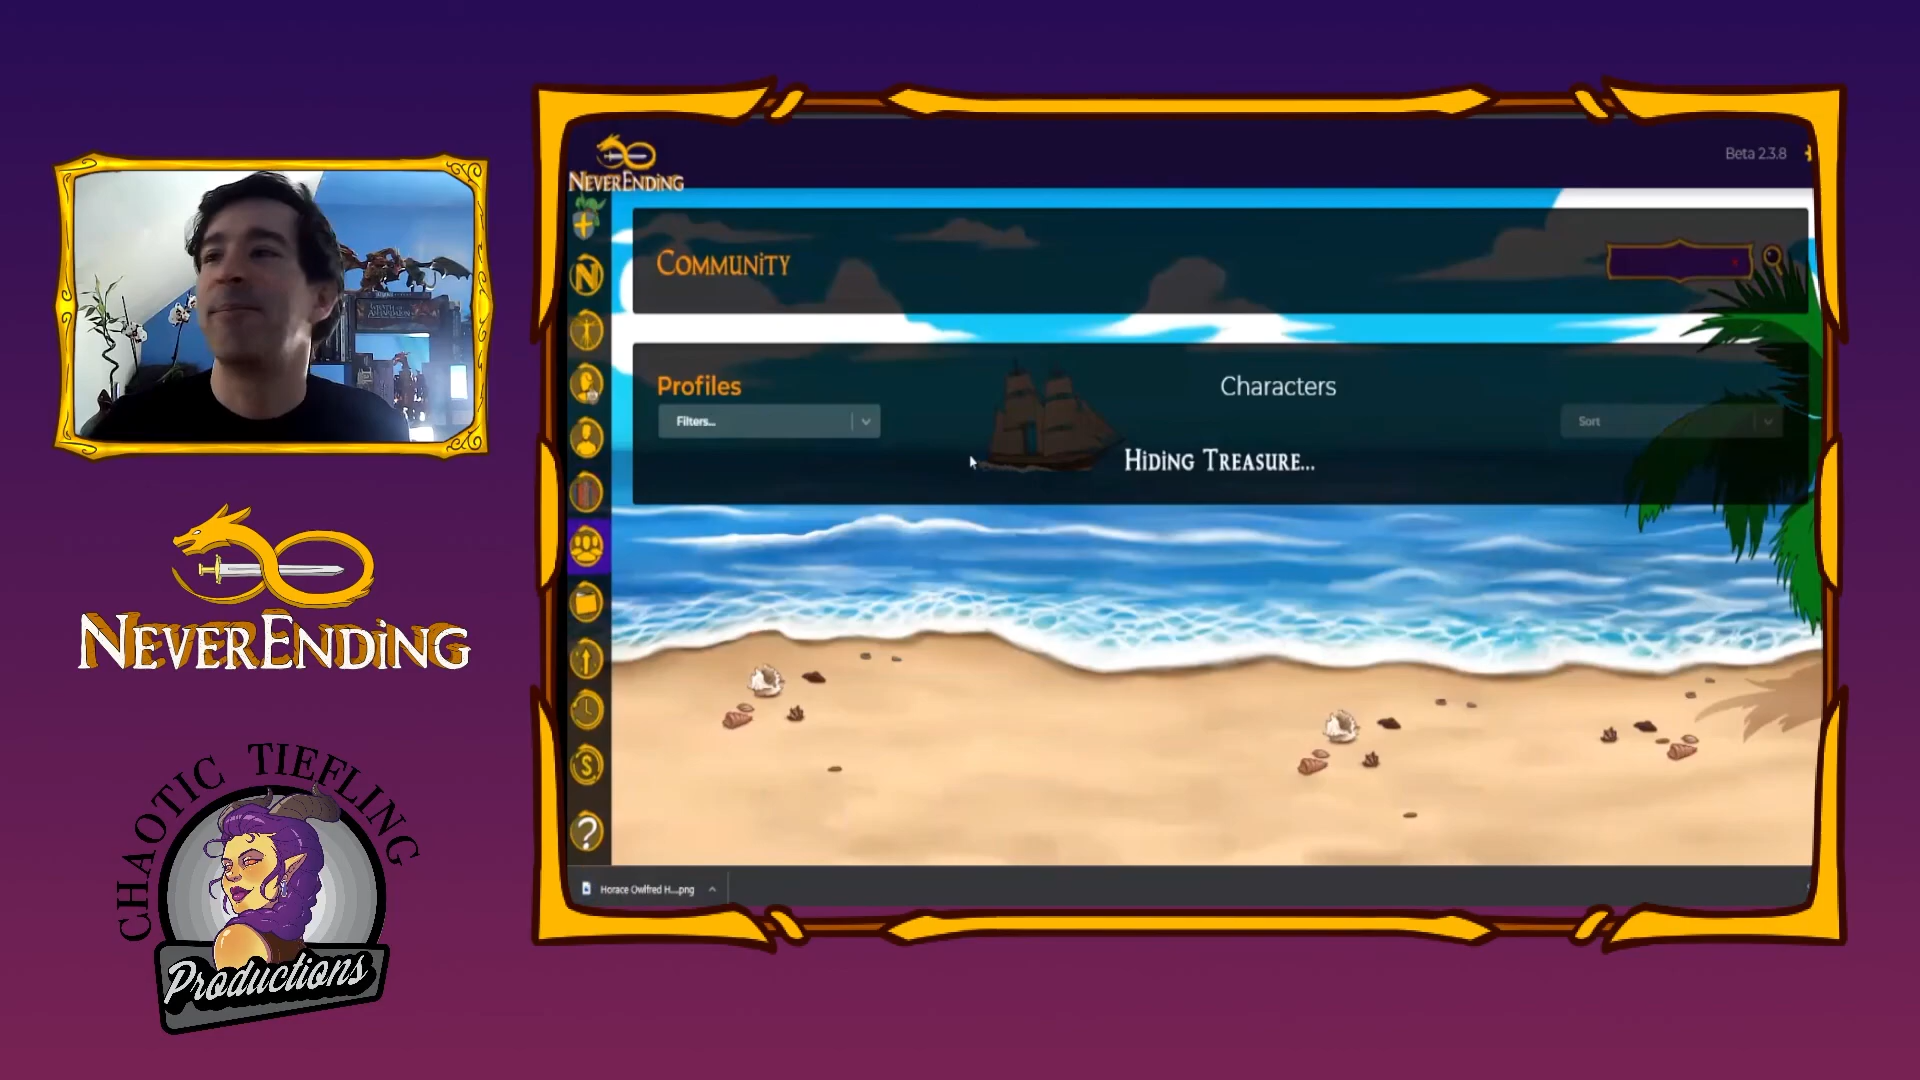 NEVERENDING
CHAOTIC TIEFLING
Productions
NEVERENDING
Beta 2.3.8
COMMUNITY
x
Profiles
Characters
Filters...
Sort
HIDING TREASURE...
N
$
?
Horace Owlfred H....png